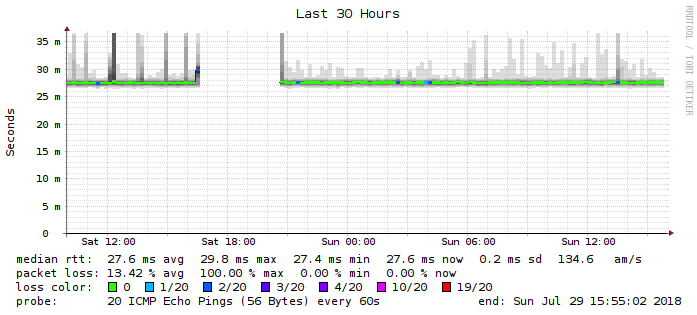 Last 30 Hours
RRDTOOL / TOBI OETIKER
Seconds
35 m
30 m
25 m
20 m
15 m
10 m
5 m
0
Sat 12:00 Sat 18:00 Sun 00:00 Sun 06:00 Sun 12:00
median rtt: 27.6 ms avg 29.8 ms max 27.4 ms min 27.6 ms now 0.2 ms sd 134.6 am/s
packet loss: 13.42 % avg 100.00 % max 0.00 % min 0.00 % now
loss color: 0 1/20 2/20 3/20 4/20 10/20 19/20
probe: 20 ICMP Echo Pings (56 Bytes) every 60s end: Sun Jul 29 15:55:02 2018